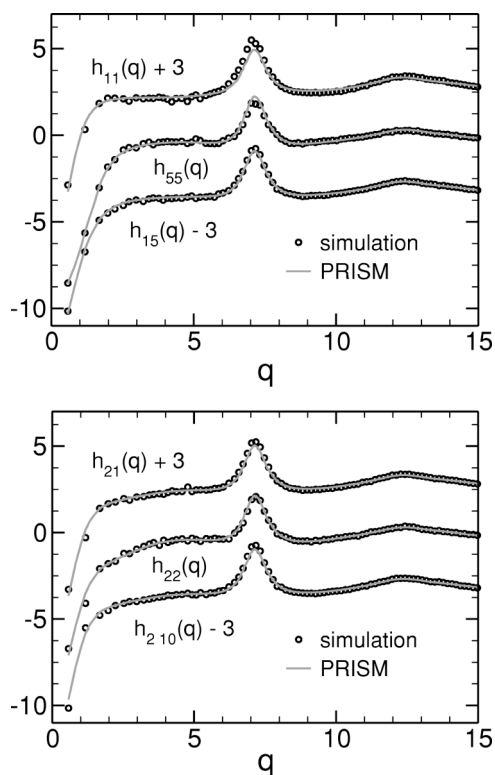 5
h11(q) + 3
0
h55(q)
-5
h15(q) - 3
simulation
PRISM
-10
0 5 10 15
q
5
h21(q) + 3
0
h22(q)
-5
h2 10(q) - 3
simulation
PRISM
-10
0 5 10 15
q